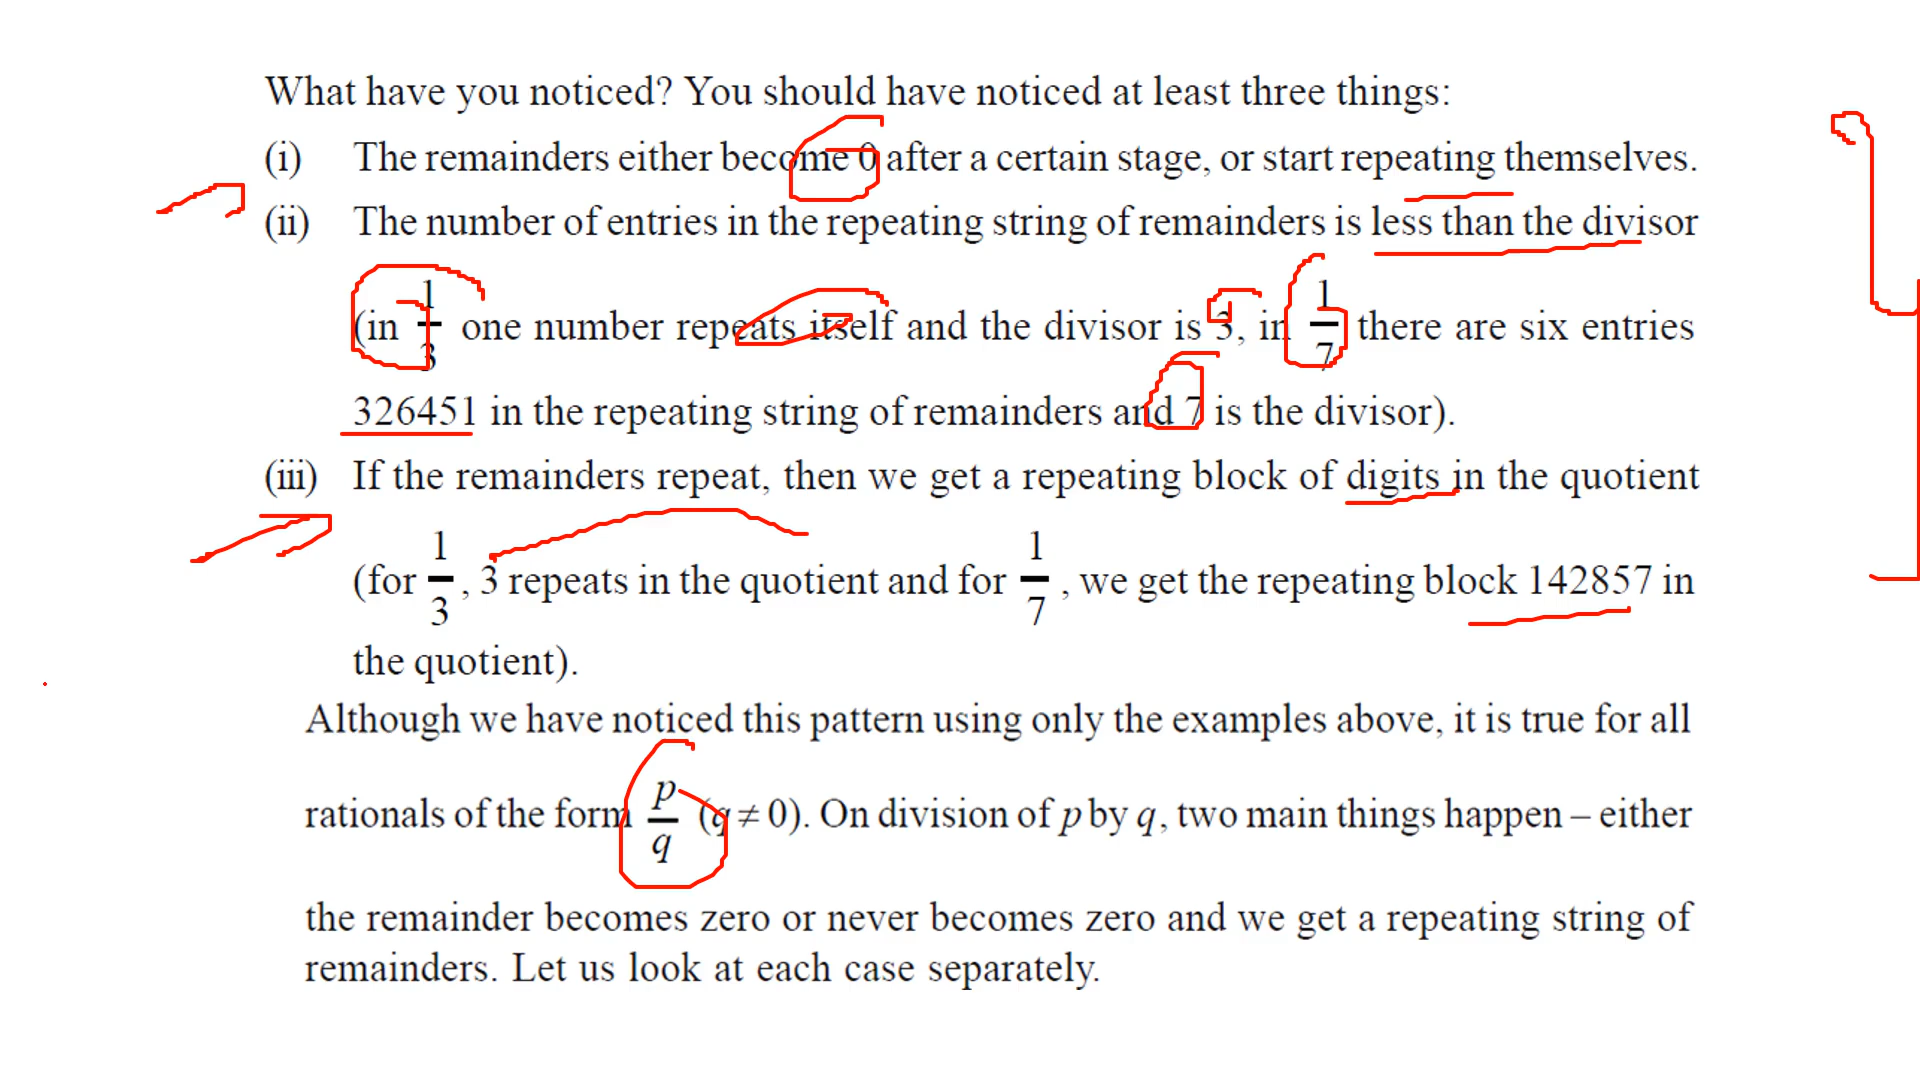 What have you noticed? You should have noticed at least three things:
(i) The remainders either become 0 after a certain stage, or start repeating themselves.
(ii) The number of entries in the repeating string of remainders is less than the divisor
(in 1/3 one number repeats itself and the divisor is 3, in 1/7 there are six entries
326451 in the repeating string of remainders and 7 is the divisor).
(iii) If the remainders repeat, then we get a repeating block of digits in the quotient
(for 1/3, 3 repeats in the quotient and for 1/7, we get the repeating block 142857 in
the quotient).
Although we have noticed this pattern using only the examples above, it is true for all
rationals of the form p/q (q ≠ 0). On division of p by q, two main things happen – either
the remainder becomes zero or never becomes zero and we get a repeating string of
remainders. Let us look at each case separately.